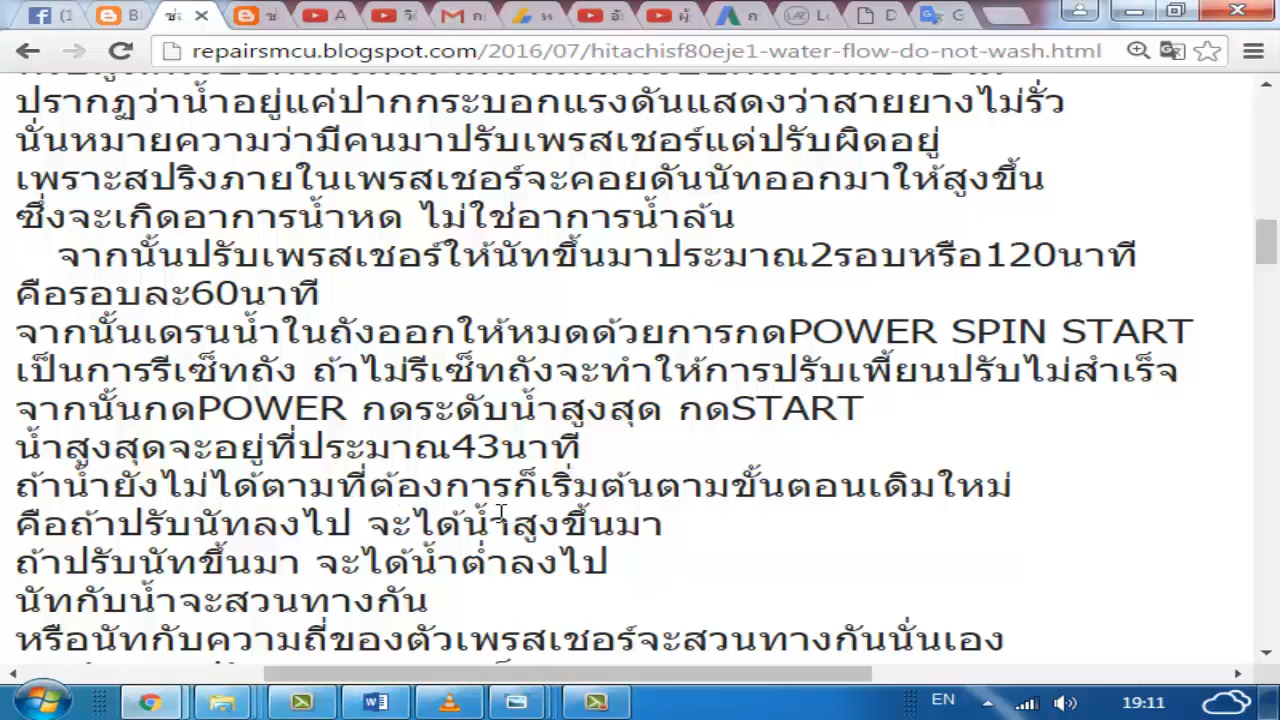 repairsmcu.blogspot.com/2016/07/hitachisf80eje1-water-flow-do-not-wash.html
ปรากฏว่าน้ำอยู่แค่ปากกระบอกแรงดันแสดงว่าสายยางไม่รั่ว
นั่นหมายความว่ามีคนมาปรับเพรสเชอร์แต่ปรับผิดอยู่
เพราะสปริงภายในเพรสเชอร์จะคอยดันนัทออกมาให้สูงขึ้น
ซึ่งจะเกิดอาการน้ำหด ไม่ใช่อาการน้ำล้น
จากนั้นปรับเพรสเชอร์ให้นัทขึ้นมาประมาณ2รอบหรือ120นาที
คือรอบละ60นาที
จากนั้นเดรนน้ำในถังออกให้หมดด้วยการกดPOWER SPIN START
เป็นการรีเซ็ทถัง ถ้าไม่รีเซ็ทถังจะทำให้การปรับเพี้ยนปรับไม่สำเร็จ
จากนั้นกดPOWER กดระดับน้ำสูงสุด กดSTART
น้ำสูงสุดจะอยู่ที่ประมาณ43นาที
ถ้าน้ำยังไม่ได้ตามที่ต้องการก็เริ่มต้นตามขั้นตอนเดิมใหม่
คือถ้าปรับนัทลงไป จะได้น้ำสูงขึ้นมา
ถ้าปรับนัทขึ้นมา จะได้น้ำต่ำลงไป
นัทกับน้ำจะสวนทางกัน
หรือนัทกับความถี่ของตัวเพรสเชอร์จะสวนทางกันนั่นเอง
EN
19:11